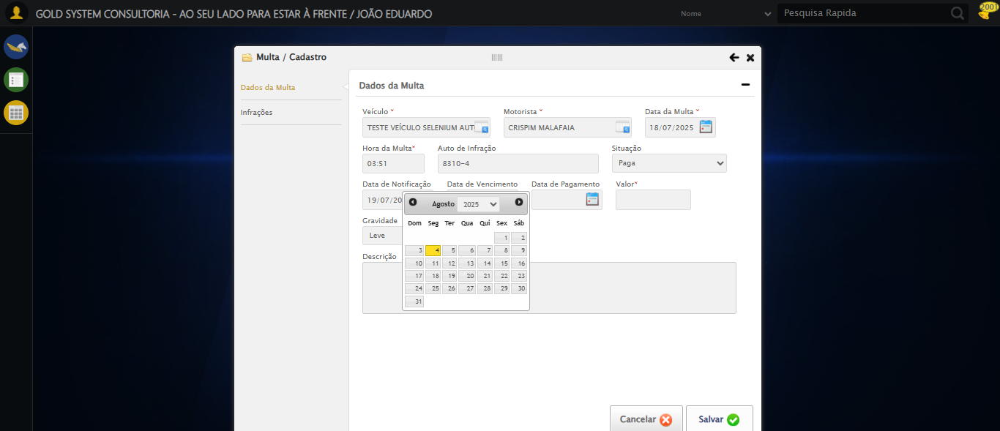 GOLD SYSTEM CONSULTORIA - AO SEU LADO PARA ESTAR À FRENTE / JOÃO EDUARDO
Nome
Pesquisa Rapida
2001
Multa / Cadastro
Dados da Multa
Infrações
Dados da Multa
Veículo * Motorista * Data da Multa *
TESTE VEÍCULO SELENIUM AUT CRISPIM MALAFAIA 18/07/2025
Hora da Multa* Auto de Infração Situação
03:51 8310-4 Paga
Data de Notificação Data de Vencimento Data de Pagamento Valor*
19/07/20
Agosto 2025
Dom Seg Ter Qua Qui Sex Sáb
1 2
3 4 5 6 7 8 9
10 11 12 13 14 15 16
17 18 19 20 21 22 23
24 25 26 27 28 29 30
31
Gravidade
Leve
Descrição
Cancelar Salvar